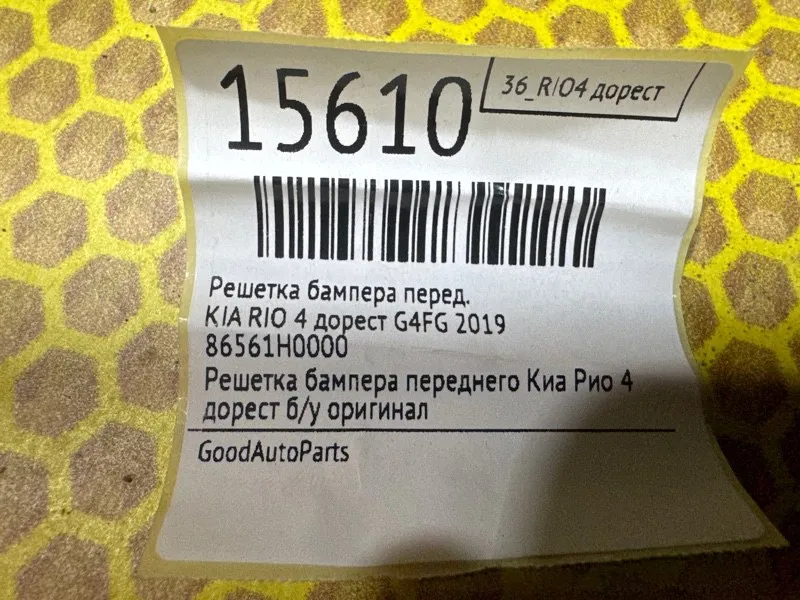 15610
36_RIO4 дорест
Решетка бампера перед.
KIA RIO 4 дорест G4FG 2019
86561H0000
Решетка бампера переднего Киа Рио 4
дорест б/у оригинал
GoodAutoParts